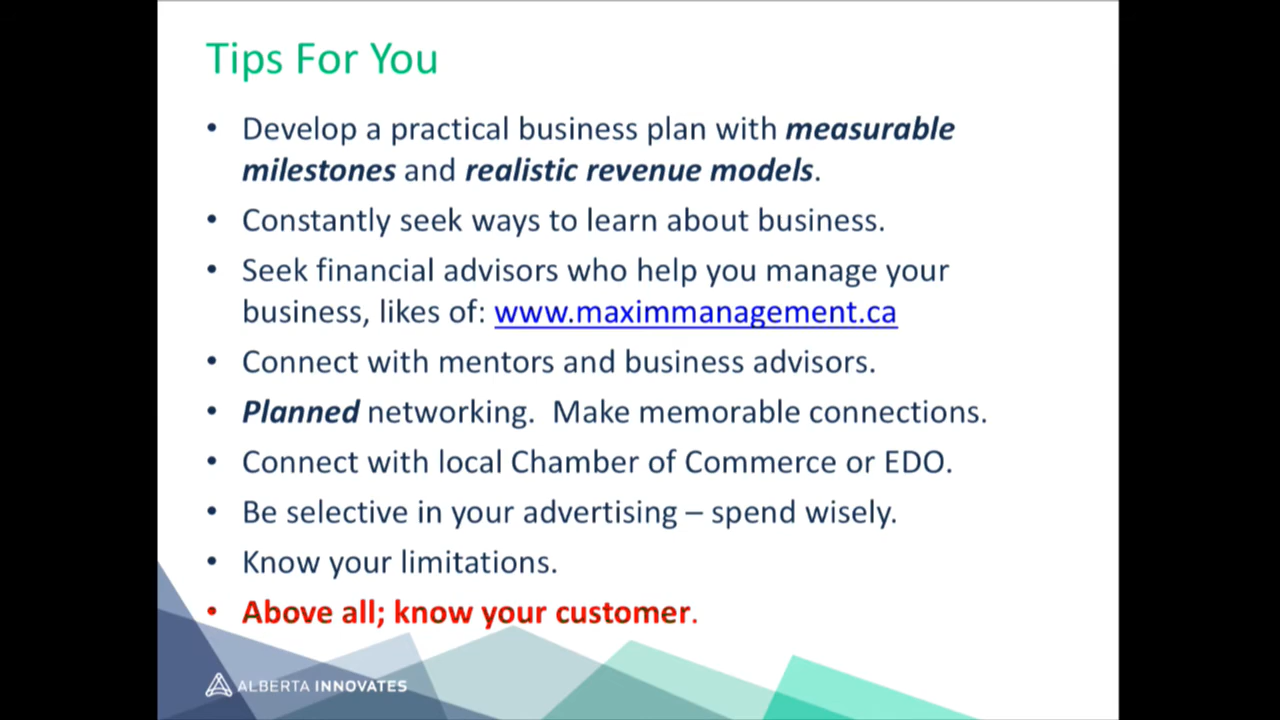 Tips For You
• Develop a practical business plan with measurable
milestones and realistic revenue models.
• Constantly seek ways to learn about business.
• Seek financial advisors who help you manage your
business, likes of: www.maximmanagement.ca
• Connect with mentors and business advisors.
• Planned networking.  Make memorable connections.
• Connect with local Chamber of Commerce or EDO.
• Be selective in your advertising – spend wisely.
• Know your limitations.
• Above all; know your customer.
ALBERTA INNOVATES